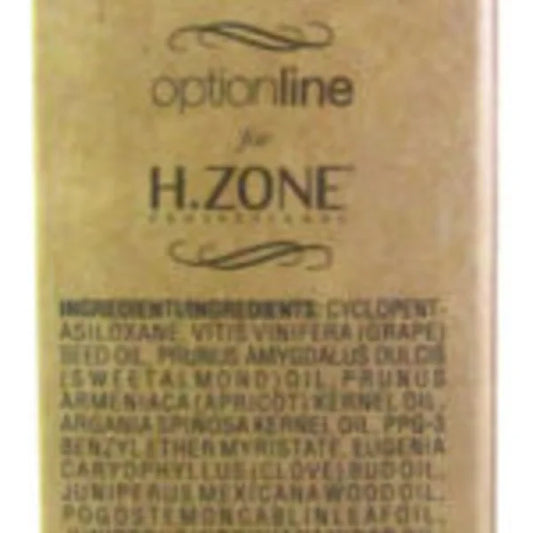 optionline
for
H.ZONE
PROFESSIONAL
INGREDIENTI/INGREDIENTS: CYCLOPENT-
ASILOXANE, VITIS VINIFERA (GRAPE)
SEED OIL, PRUNUS AMYGDALUS DULCIS
(SWEET ALMOND) OIL, PRUNUS
ARMENIACA (APRICOT) KERNEL OIL,
ARGANIA SPINOSA KERNEL OIL, PPG-3
BENZYL ETHER MYRISTATE, EUGENIA
CARYOPHYLLUS (CLOVE) BUD OIL,
JUNIPERUS MEXICANA WOOD OIL,
POGOSTEMON CABLIN LEAF OIL,